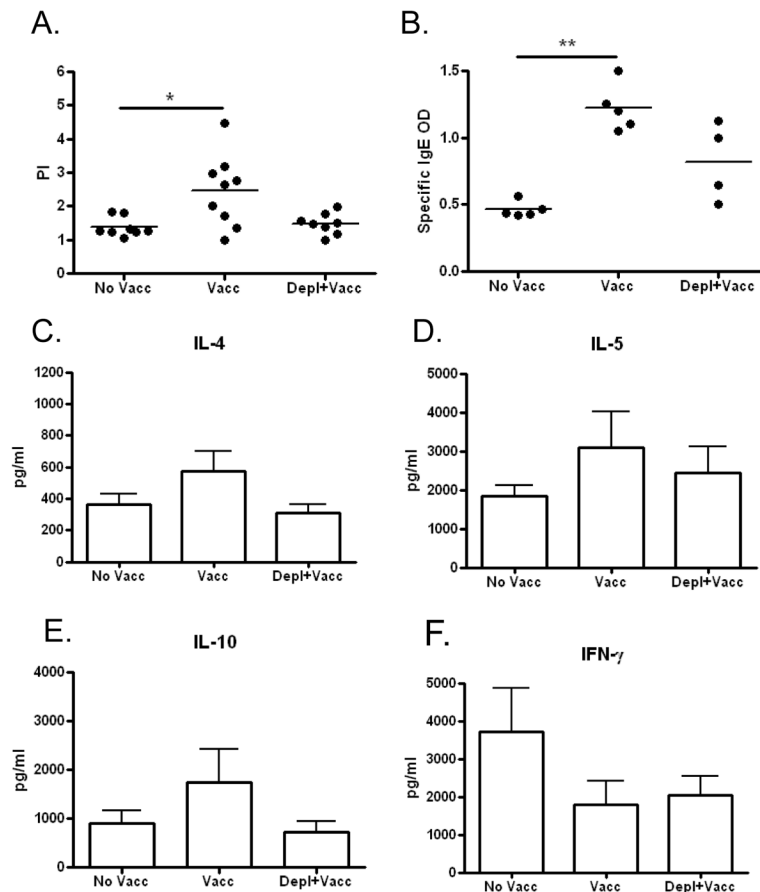 A.
*
6
5
4
3
2
1
0
PI
No Vacc Vacc Depl+Vacc
B.
**
1.5
1.0
0.5
0.0
Specific IgE OD
No Vacc Vacc Depl+Vacc
C.
IL-4
1200
1000
800
600
400
200
0
pg/ml
No Vacc Vacc Depl+Vacc
D.
IL-5
5000
4000
3000
2000
1000
0
pg/ml
No Vacc Vacc Depl+Vacc
E.
IL-10
4000
3000
2000
1000
0
pg/ml
No Vacc Vacc Depl+Vacc
F.
IFN-γ
5000
4000
3000
2000
1000
0
pg/ml
No Vacc Vacc Depl+Vacc